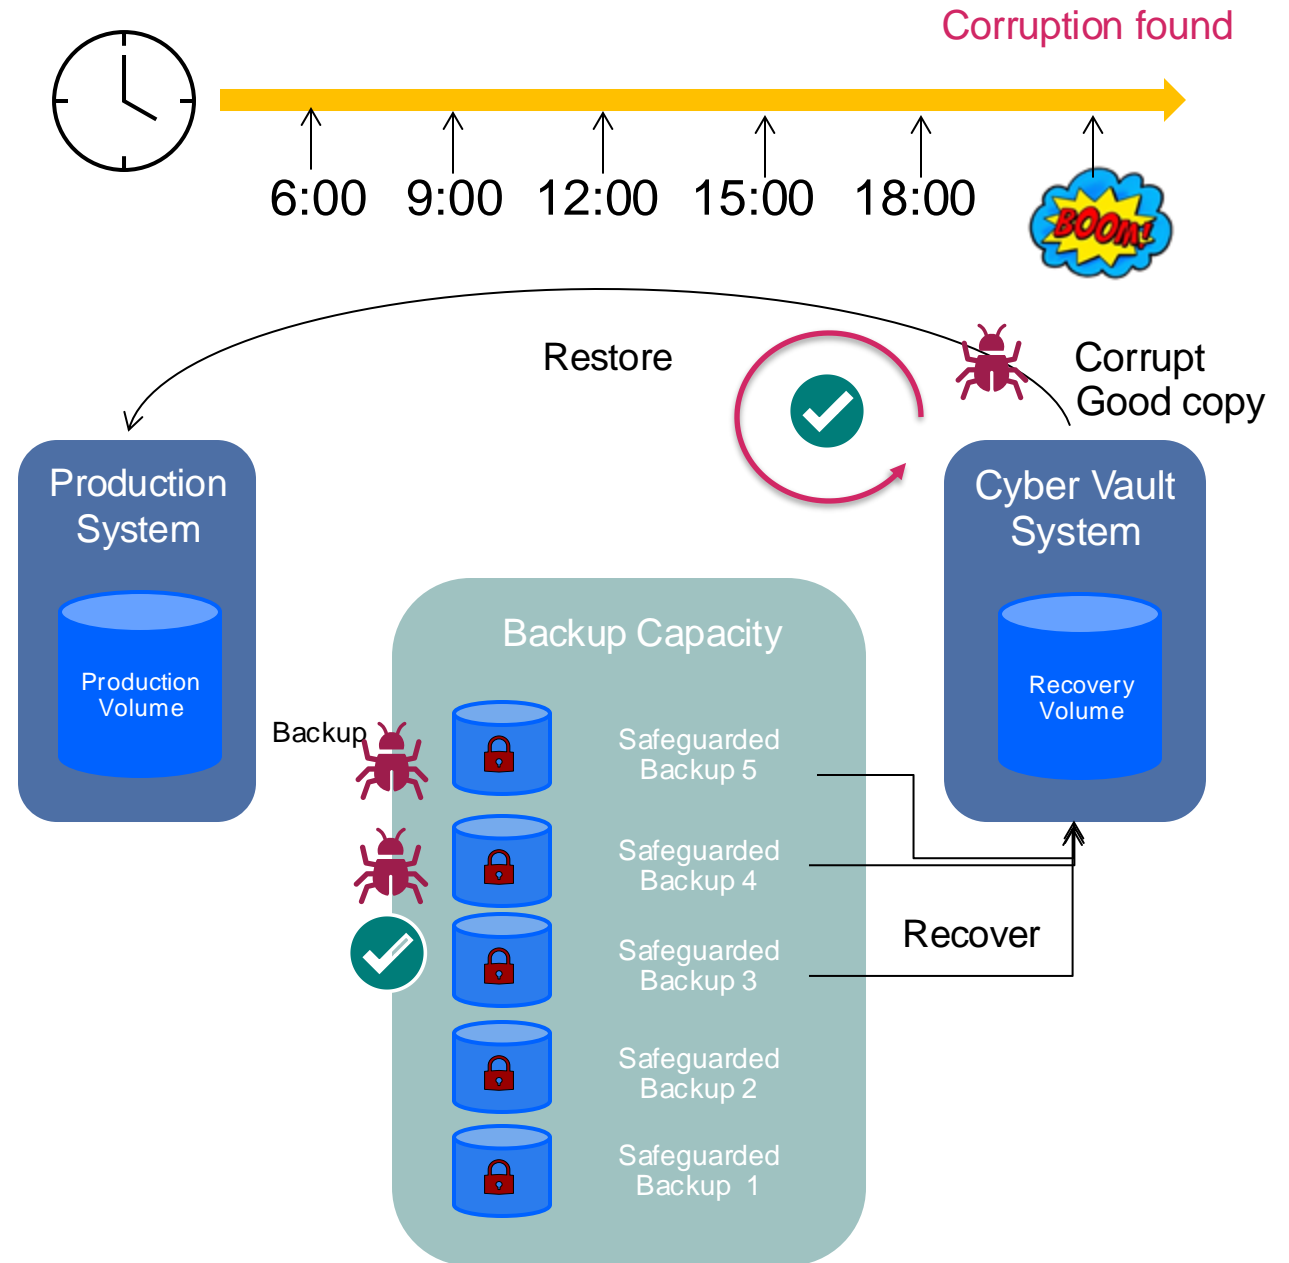 Corruption found
6:00 9:00 12:00 15:00 18:00
BOOM!
Restore
Corrupt
Good copy
Production
System
Cyber Vault
System
Backup Capacity
Production
Volume
Recovery
Volume
Backup
Safeguarded
Backup 5
Safeguarded
Backup 4
Recover
Safeguarded
Backup 3
Safeguarded
Backup 2
Safeguarded
Backup 1